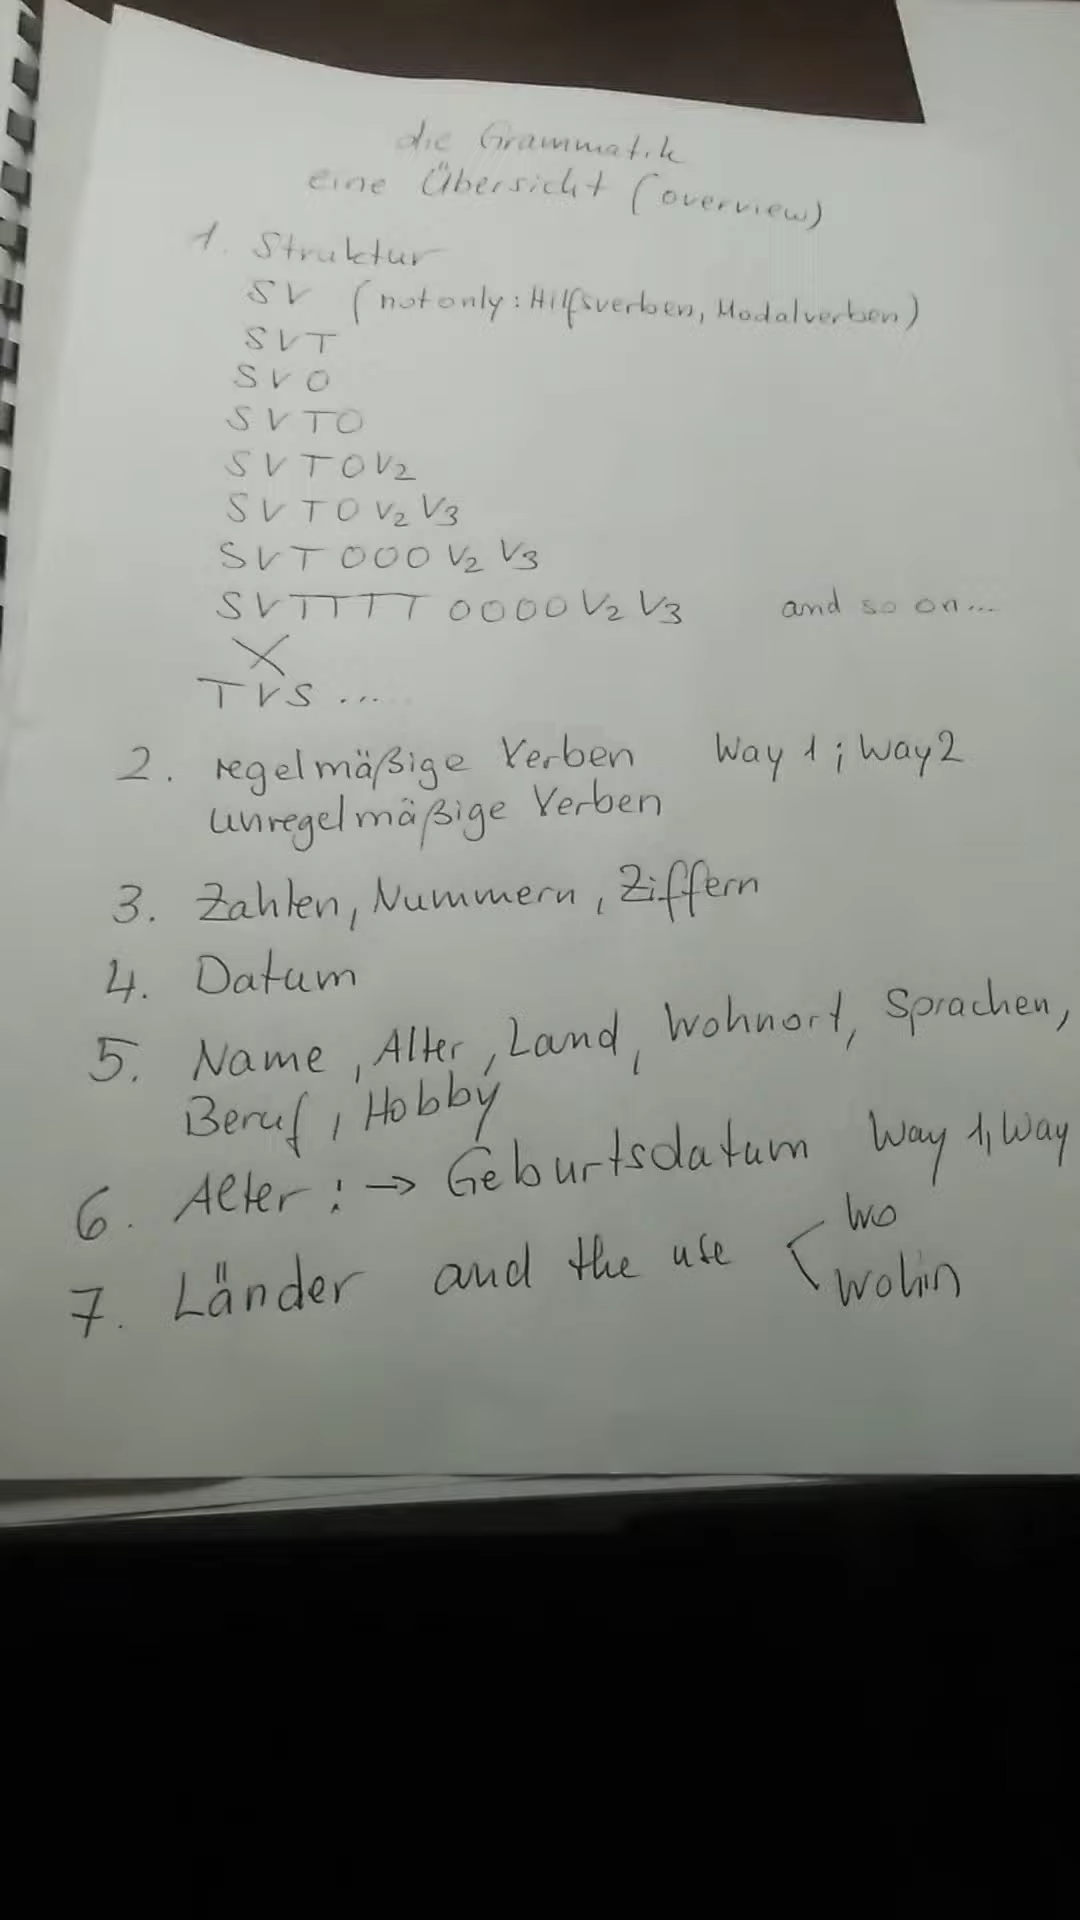 die Grammatik
eine Übersicht (overview)
1. Struktur
SV (not only: Hilfsverben, Modalverben)
SVT
SVO
SVTO
SVTOV2
SVTOV2V3
SVTOOOV2V3
SVTTTTOOOOV2V3 and so on...
TVS ...
2. regelmäßige Verben Way 1; Way 2
unregelmäßige Verben
3. Zahlen, Nummern, Ziffern
4. Datum
5. Name, Alter, Land, Wohnort, Sprachen,
Beruf, Hobby
6. Alter: → Geburtsdatum Way 1, Way
7. Länder and the use < wo
wohin